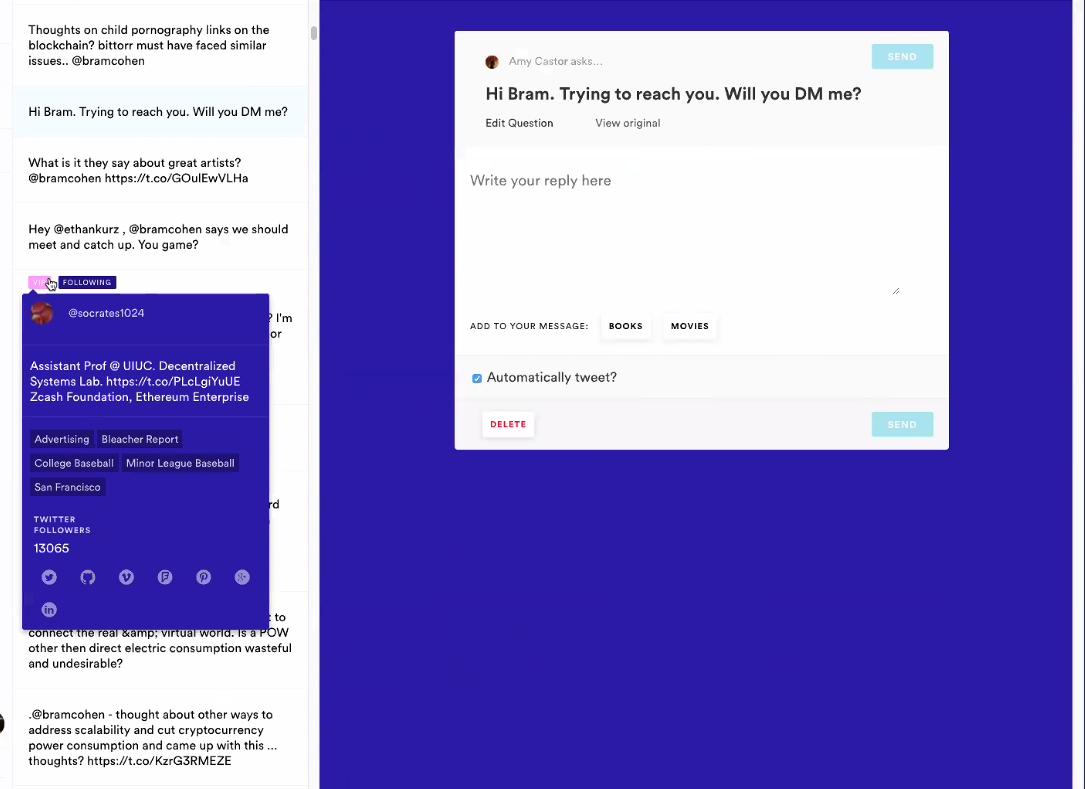 Thoughts on child pornography links on the
blockchain? bittorr must have faced similar
issues.. @bramcohen
Hi Bram. Trying to reach you. Will you DM me?
What is it they say about great artists?
@bramcohen https://t.co/GOulEwVLHa
Hey @ethankurz , @bramcohen says we should
meet and catch up. You game?
FOLLOWING
@socrates1024
? I'm
or
Assistant Prof @ UIUC. Decentralized
Systems Lab. https://t.co/PLcLgiYuUE
Zcash Foundation, Ethereum Enterprise
Advertising
Bleacher Report
College Baseball
Minor League Baseball
San Francisco
rd
TWITTER
FOLLOWERS
13065
to
connect the real &amp; virtual world. Is a POW
other then direct electric consumption wasteful
and undesirable?
.@bramcohen - thought about other ways to
address scalability and cut cryptocurrency
power consumption and came up with this ...
thoughts? https://t.co/KzrG3RMEZE
Amy Castor asks...
SEND
Hi Bram. Trying to reach you. Will you DM me?
Edit Question
View original
Write your reply here
ADD TO YOUR MESSAGE:
BOOKS
MOVIES
Automatically tweet?
DELETE
SEND